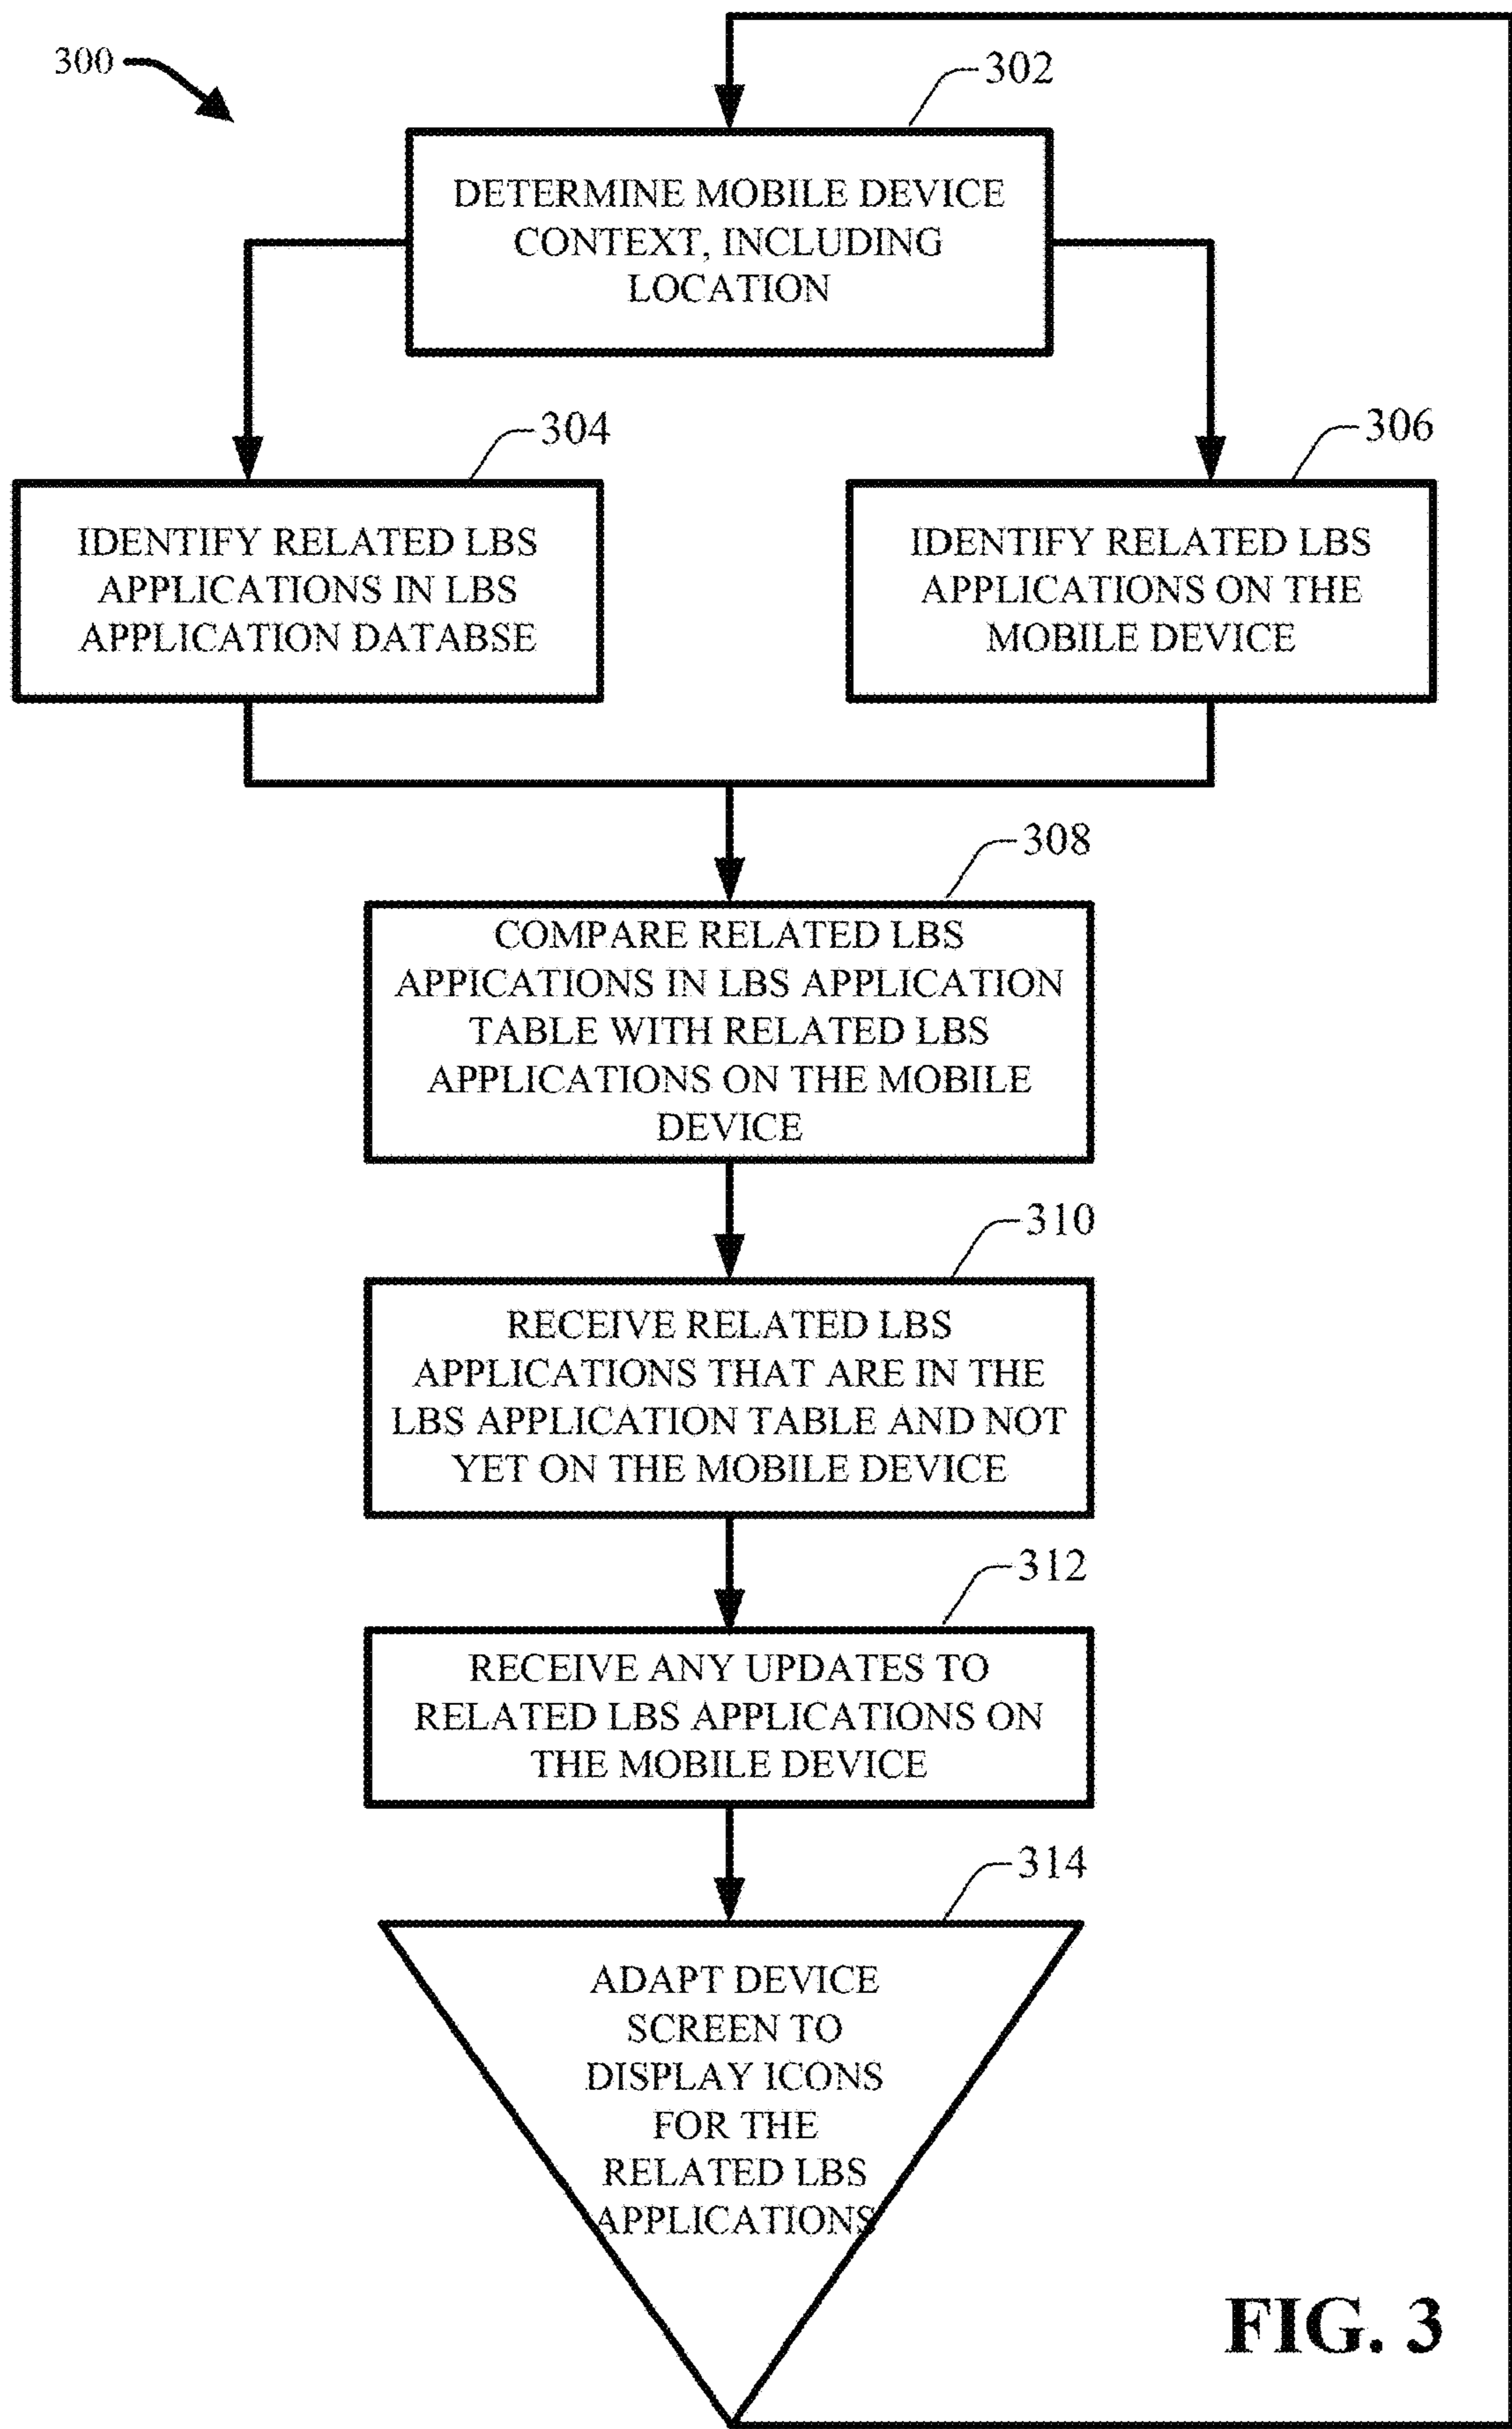 300
302
DETERMINE MOBILE DEVICE
CONTEXT, INCLUDING
LOCATION
304
306
IDENTIFY RELATED LBS
APPLICATIONS IN LBS
APPLICATION DATABSE
IDENTIFY RELATED LBS
APPLICATIONS ON THE
MOBILE DEVICE
308
COMPARE RELATED LBS
APPICATIONS IN LBS APPLICATION
TABLE WITH RELATED LBS
APPLICATIONS ON THE MOBILE
DEVICE
310
RECEIVE RELATED LBS
APPLICATIONS THAT ARE IN THE
LBS APPLICATION TABLE AND NOT
YET ON THE MOBILE DEVICE
312
RECEIVE ANY UPDATES TO
RELATED LBS APPLICATIONS ON
THE MOBILE DEVICE
314
ADAPT DEVICE
SCREEN TO
DISPLAY ICONS
FOR THE
RELATED LBS
APPLICATIONS
FIG. 3